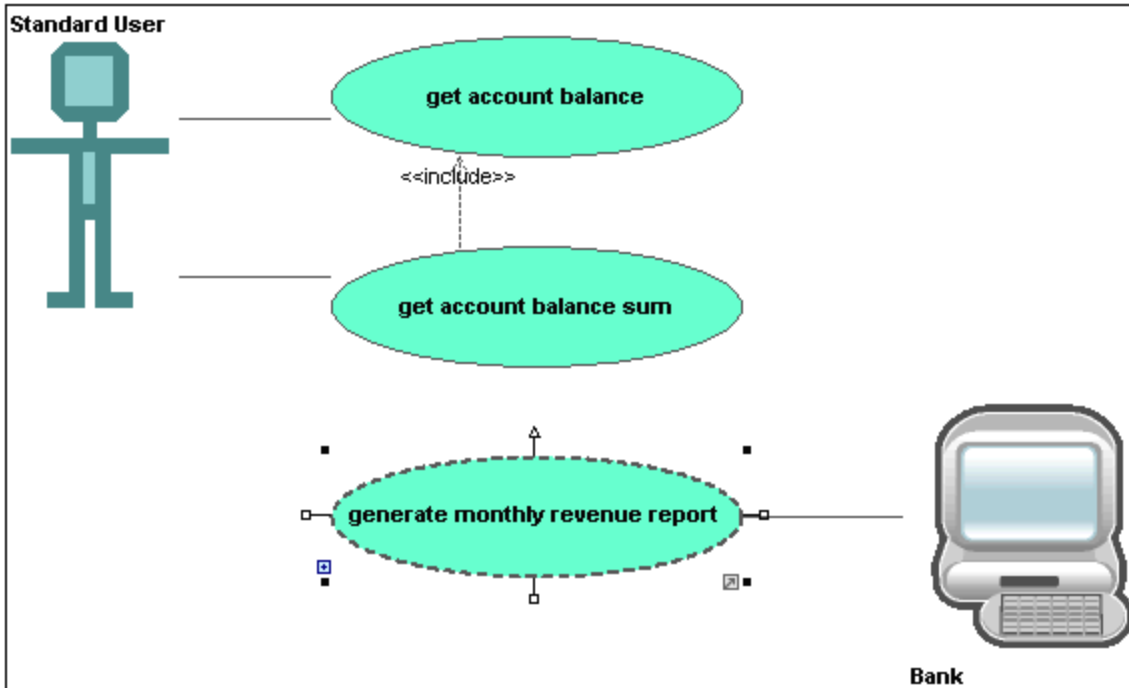 Standard User
get account balance
<<include>>
get account balance sum
generate monthly revenue report
Bank